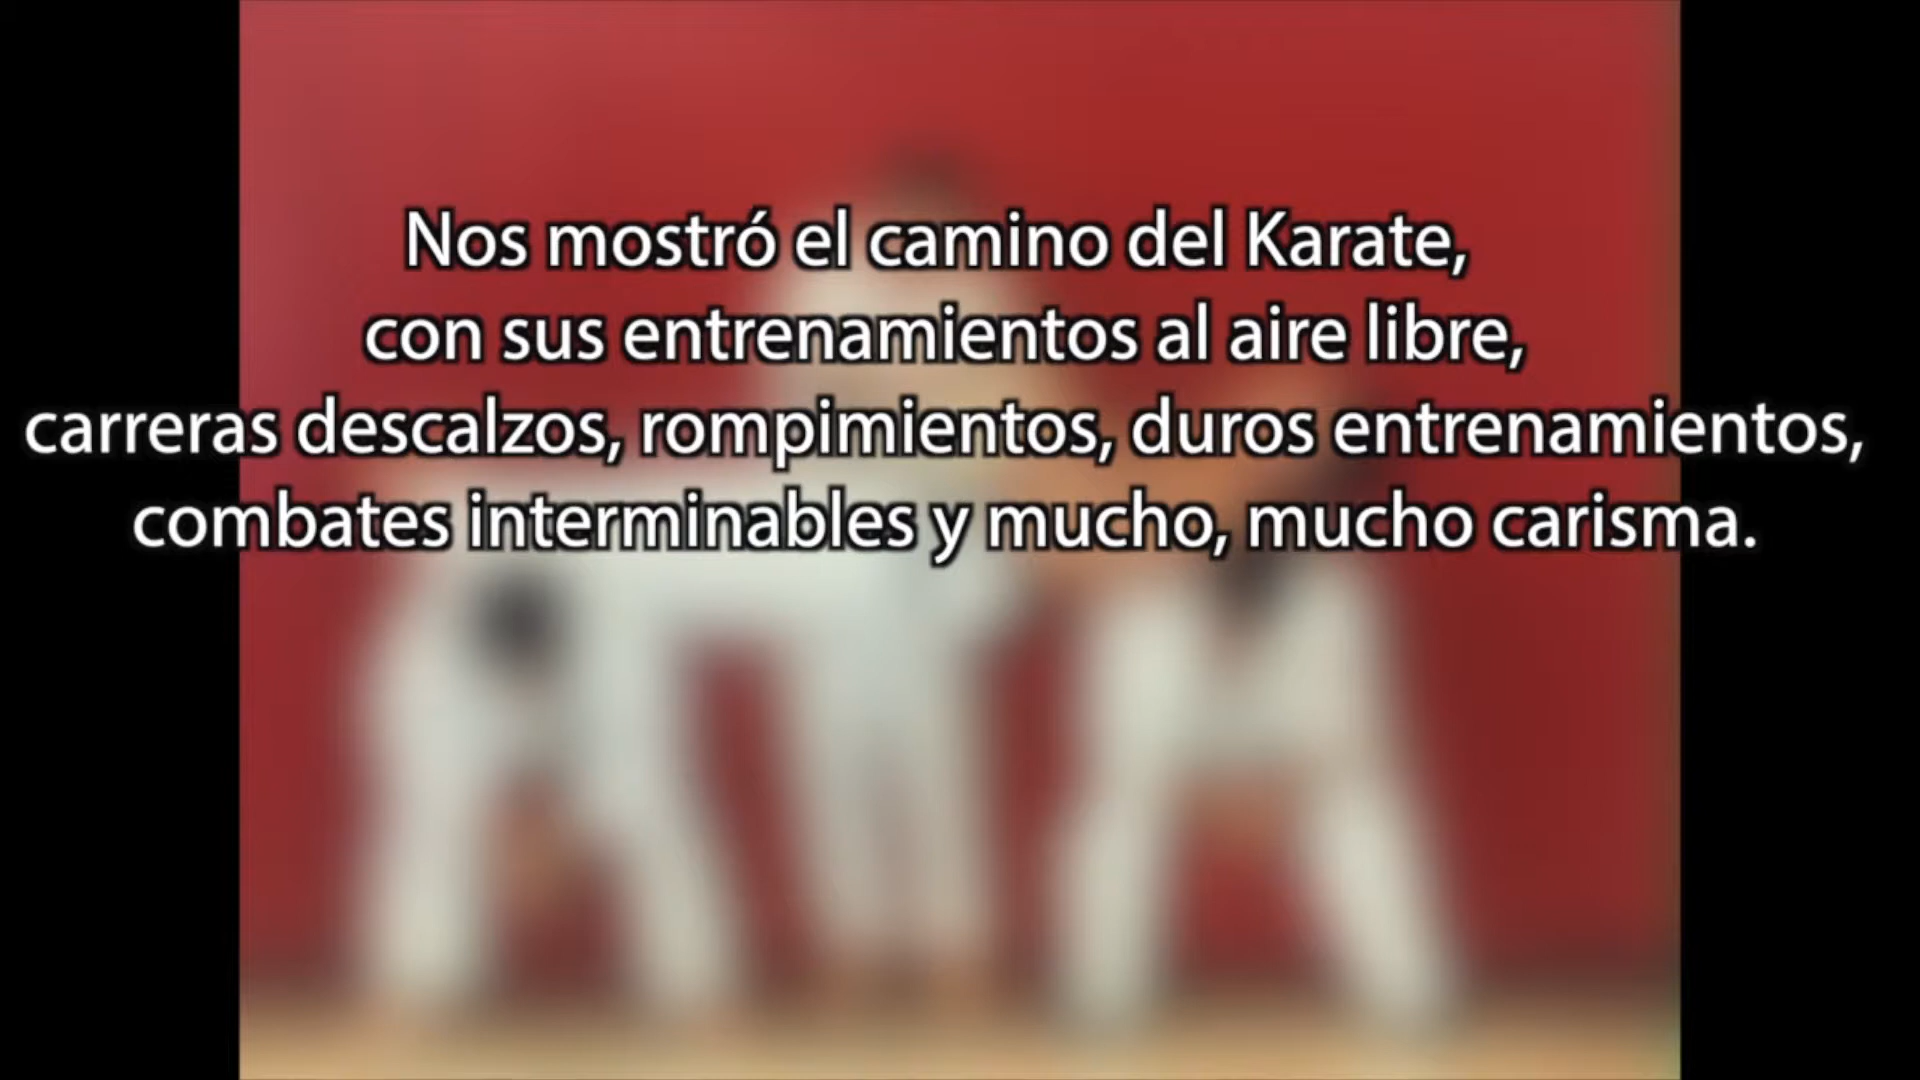 Nos mostró el camino del Karate,
con sus entrenamientos al aire libre,
carreras descalzos, rompimientos, duros entrenamientos,
combates interminables y mucho, mucho carisma.